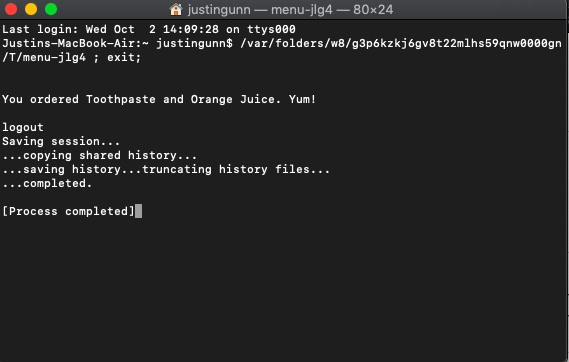 justingunn — menu-jlg4 — 80×24
Last login: Wed Oct  2 14:09:28 on ttys000
Justins-MacBook-Air:~ justingunn$ /var/folders/w8/g3p6kzkj6gv8t22mlhs59qnw0000gn
/T/menu-jlg4 ; exit;
You ordered Toothpaste and Orange Juice. Yum!
logout
Saving session...
...copying shared history...
...saving history...truncating history files...
...completed.
[Process completed]